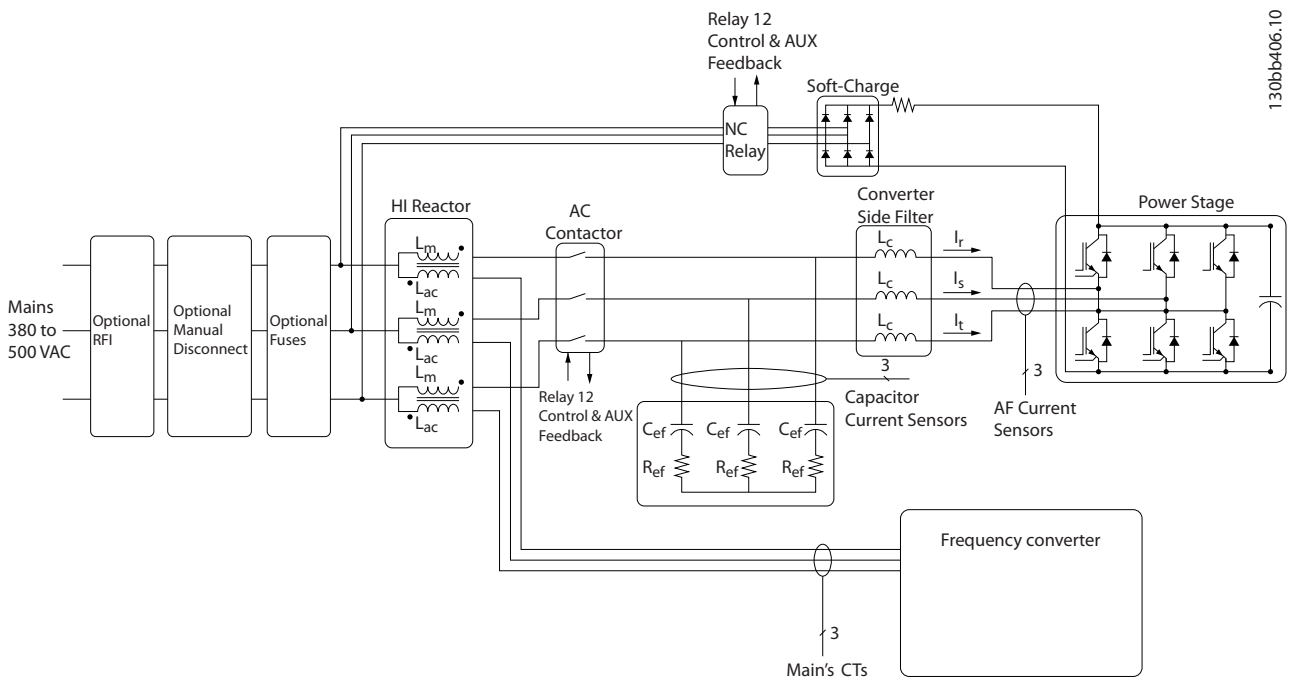 Relay 12
Control & AUX
Feedback
130bb406.10
Soft-Charge
NC
Relay
HI Reactor
AC
Contactor
Converter
Side Filter
Power Stage
Lm
Lac
Lm
Lac
Lm
Lac
Lc
Ir
Lc
Is
Lc
It
Mains
380 to
500 VAC
Optional
RFI
Optional
Manual
Disconnect
Optional
Fuses
3
3
Relay 12
Control & AUX
Feedback
Capacitor
Current Sensors
AF Current
Sensors
Cef
Cef
Cef
Ref
Ref
Ref
Frequency converter
3
Main's CTs